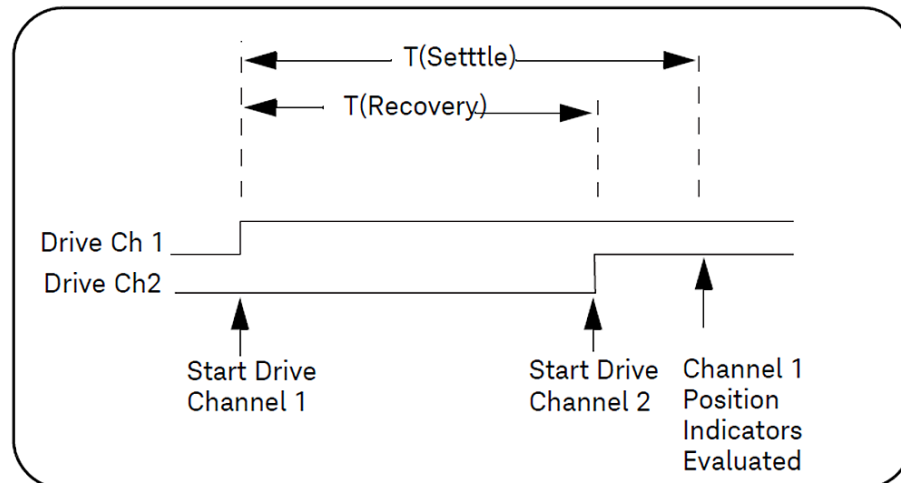 T(Setttle)
T(Recovery)
Drive Ch 1
Drive Ch2
Start Drive
Channel 1
Start Drive
Channel 2
Channel 1
Position
Indicators
Evaluated